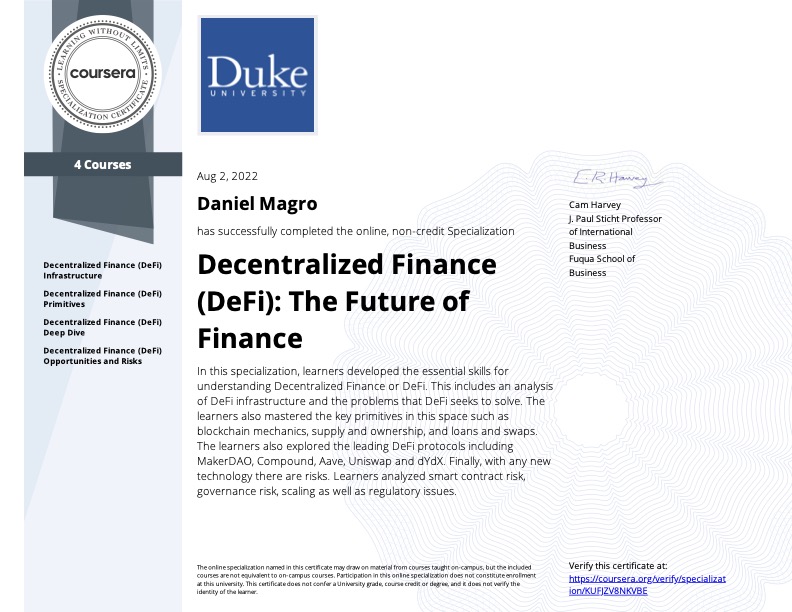 LEARNING WITHOUT LIMITS
coursera
SPECIALIZATION CERTIFICATE
Duke
UNIVERSITY
4 Courses
Decentralized Finance (DeFi)
Infrastructure
Decentralized Finance (DeFi)
Primitives
Decentralized Finance (DeFi)
Deep Dive
Decentralized Finance (DeFi)
Opportunities and Risks
Aug 2, 2022
Daniel Magro
has successfully completed the online, non-credit Specialization
Decentralized Finance
(DeFi): The Future of
Finance
In this specialization, learners developed the essential skills for
understanding Decentralized Finance or DeFi. This includes an analysis
of DeFi infrastructure and the problems that DeFi seeks to solve. The
learners also mastered the key primitives in this space such as
blockchain mechanics, supply and ownership, and loans and swaps.
The learners also explored the leading DeFi protocols including
MakerDAO, Compound, Aave, Uniswap and dYdX. Finally, with any new
technology there are risks. Learners analyzed smart contract risk,
governance risk, scaling as well as regulatory issues.
C.R. Harvey
Cam Harvey
J. Paul Sticht Professor
of International
Business
Fuqua School of
Business
The online specialization named in this certificate may draw on material from courses taught on-campus, but the included
courses are not equivalent to on-campus courses. Participation in this online specialization does not constitute enrollment
at this university. This certificate does not confer a University grade, course credit or degree, and it does not verify the
identity of the learner.
Verify this certificate at:
https://coursera.org/verify/specializat
ion/KUFJZV8NKVBE